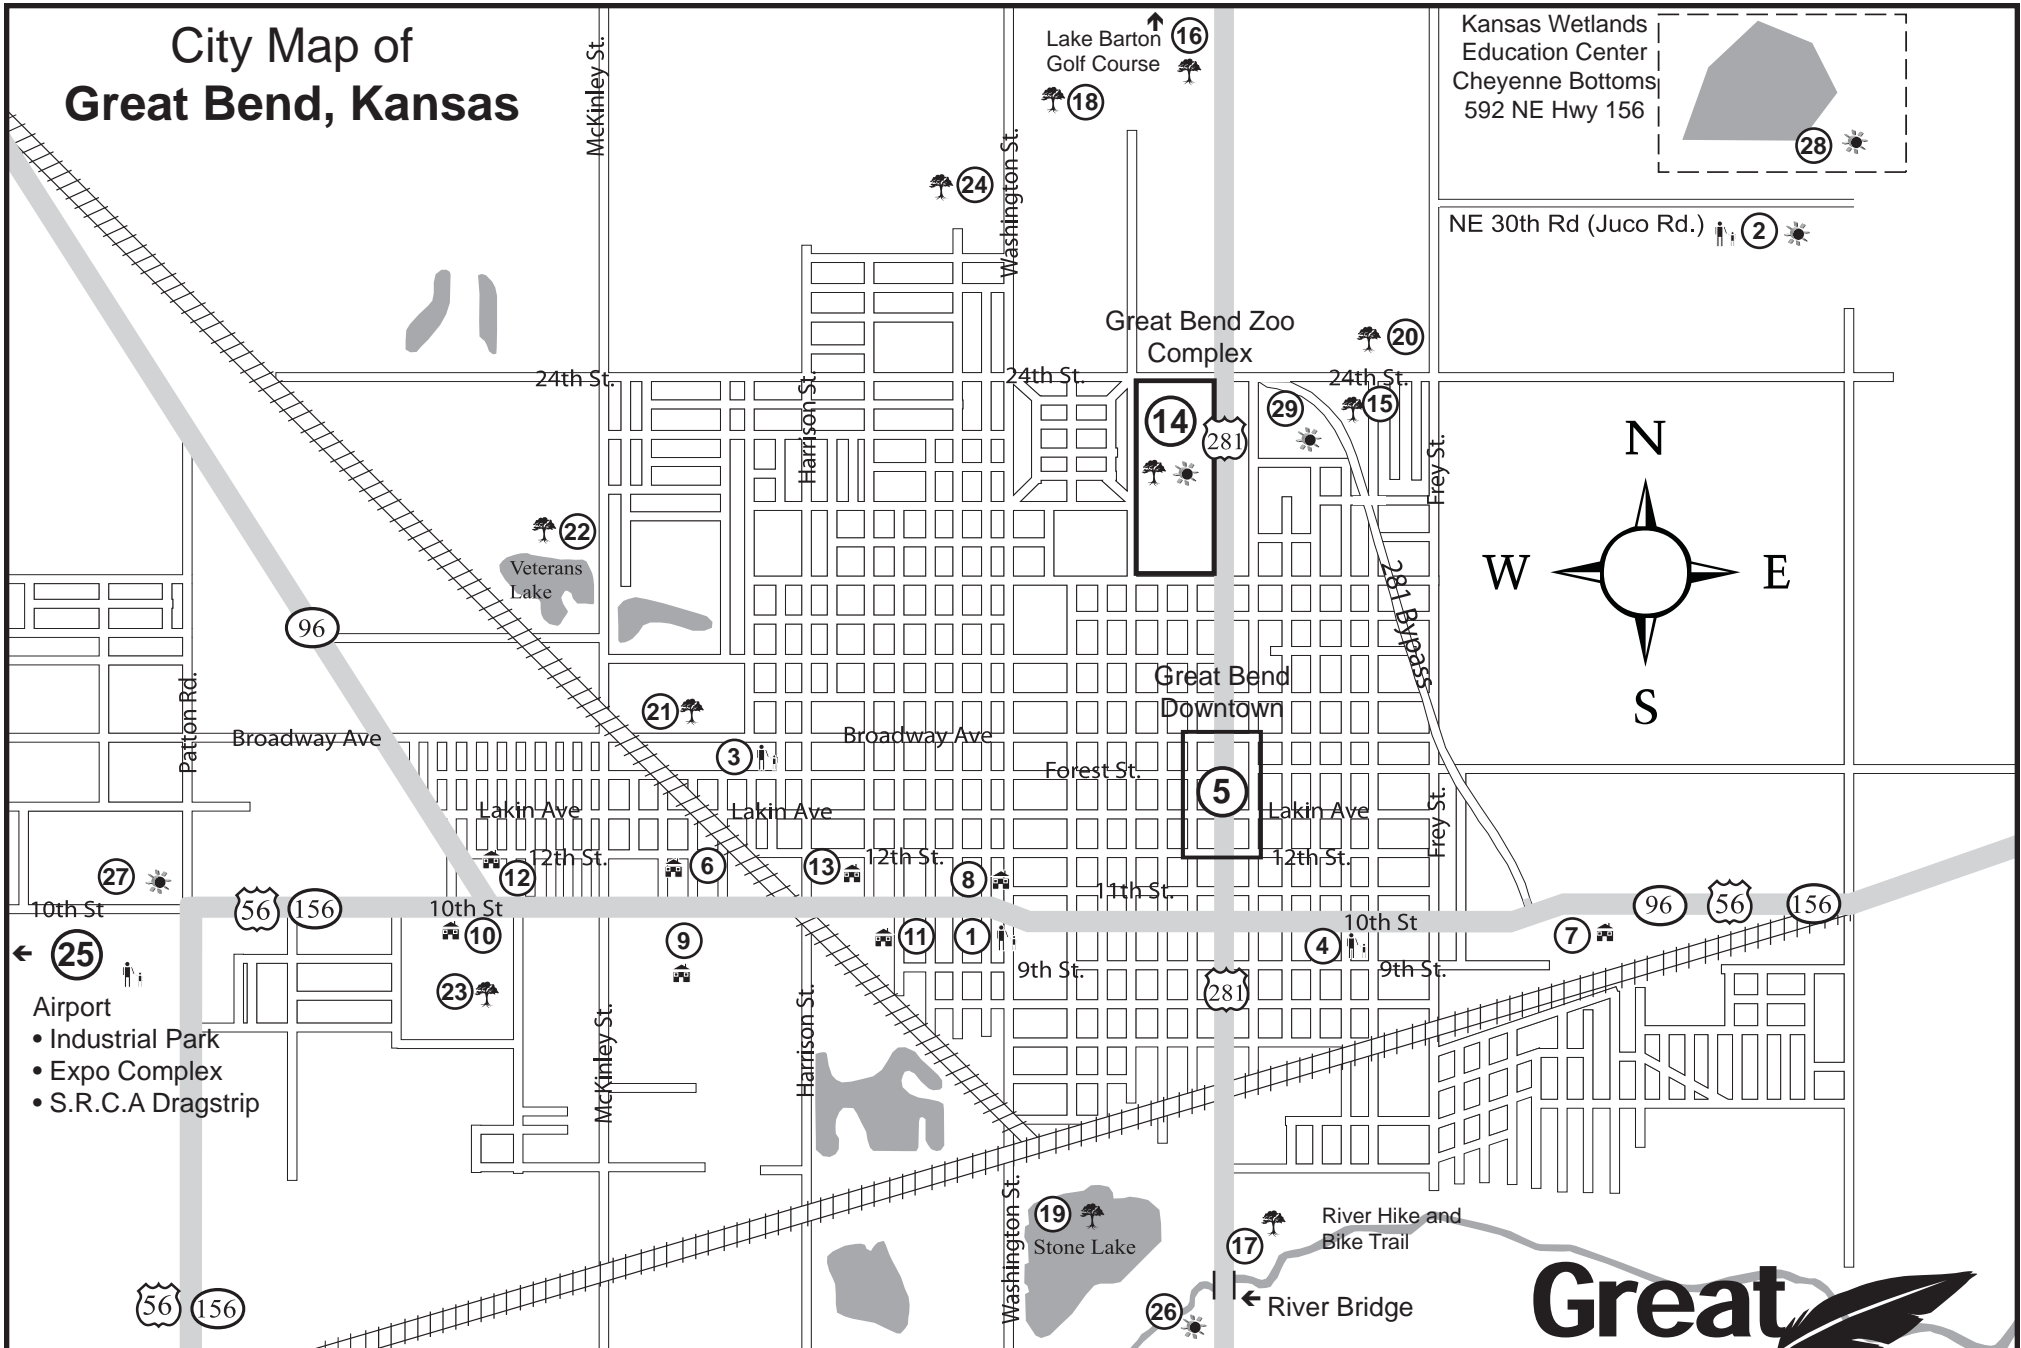 City Map of
Great Bend, Kansas
McKinley St.
Lake Barton
Golf Course
16
18
Kansas Wetlands
Education Center
Cheyenne Bottoms
592 NE Hwy 156
28
Washington St.
24
NE 30th Rd (Juco Rd.)
2
Great Bend Zoo
Complex
20
24th St.
24th St.
24th St.
Harrison St.
14
281
29
15
Frey St.
N
W
E
S
22
Veterans
Lake
96
281 Bypass
Patton Rd.
Great Bend
Downtown
21
Broadway Ave
Broadway Ave
3
Forest St.
5
Lakin Ave
Lakin Ave
Lakin Ave
Frey St.
12th St.
12th St.
12th St.
27
12
6
13
8
11th St.
10th St
56
156
10th St
10th St
96
56
156
25
10
9
11
1
4
7
9th St.
9th St.
23
281
Airport
• Industrial Park
• Expo Complex
• S.R.C.A Dragstrip
McKinley St.
Harrison St.
Washington St.
19
Stone Lake
17
River Hike and
Bike Trail
56
156
26
River Bridge
Great